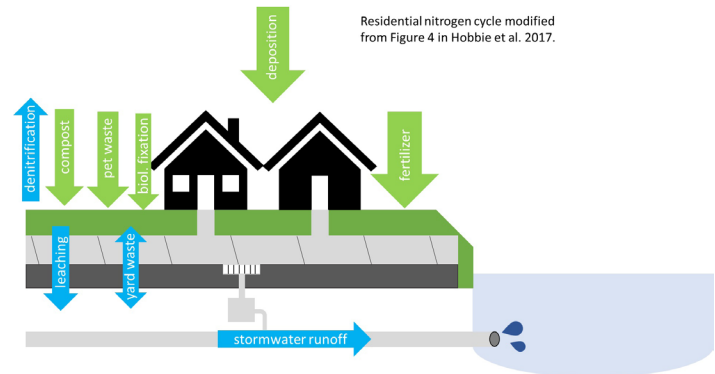 Residential nitrogen cycle modified
from Figure 4 in Hobbie et al. 2017.
deposition
denitrification
compost
pet waste
biol. fixation
fertilizer
leaching
yard waste
stormwater runoff